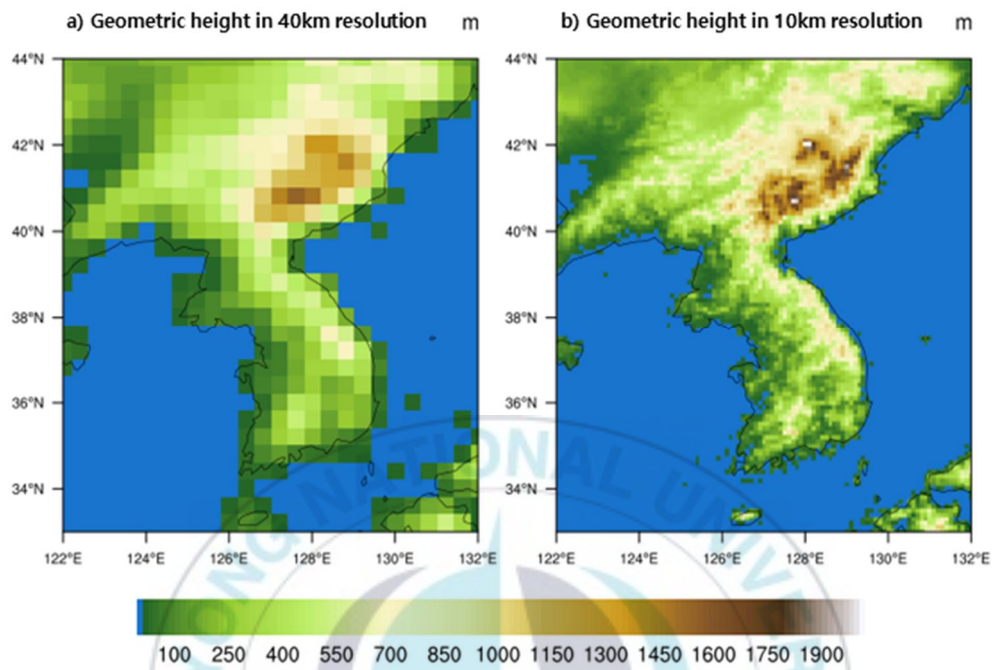 a) Geometric height in 40km resolution m
b) Geometric height in 10km resolution m
44°N
42°N
40°N
38°N
36°N
34°N
122°E 124°E 126°E 128°E 130°E 132°E
44°N
42°N
40°N
38°N
36°N
34°N
122°E 124°E 126°E 128°E 130°E 132°E
NATIONAL
100 250 400 550 700 850 1000 1150 1300 1450 1600 1750 1900